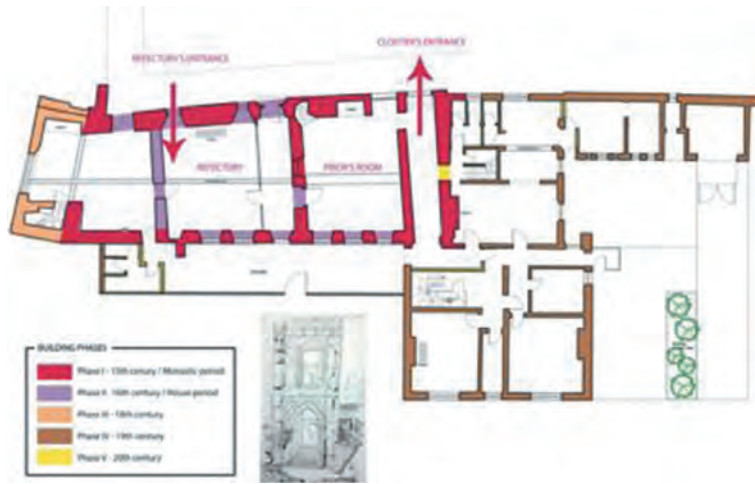 CLOISTER'S ENTRANCE
REFECTORY'S ENTRANCE
REFECTORY
PRIOR'S ROOM
BUILDING PHASES
Phase I - 15th century / Monastic period
Phase II - 16th century / House period
Phase III - 18th century
Phase IV - 19th century
Phase V - 20th century